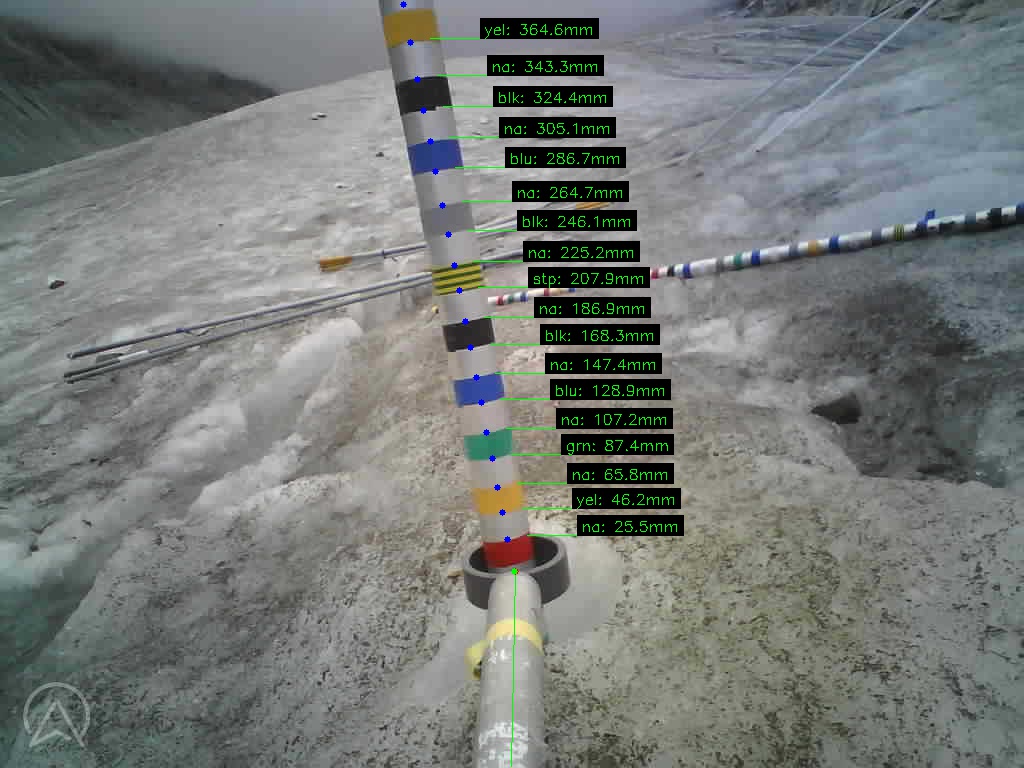 yel: 364.6mm
na: 343.3mm
blk: 324.4mm
na: 305.1mm
blu: 286.7mm
na: 264.7mm
blk: 246.1mm
na: 225.2mm
stp: 207.9mm
na: 186.9mm
blk: 168.3mm
na: 147.4mm
blu: 128.9mm
na: 107.2mm
grn: 87.4mm
na: 65.8mm
yel: 46.2mm
na: 25.5mm